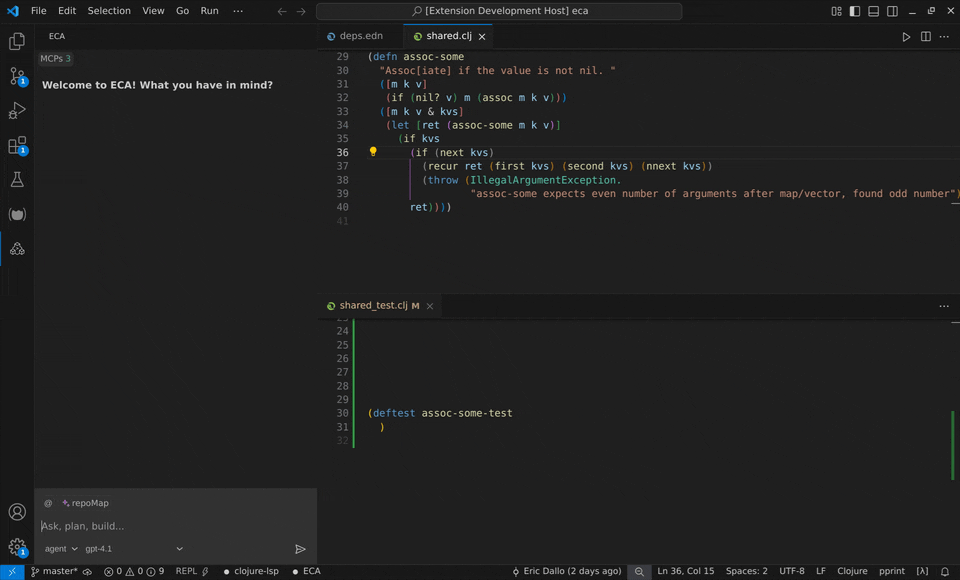 File Edit Selection View Go Run ··· [Extension Development Host] eca
ECA
MCPs 3
Welcome to ECA! What you have in mind?
deps.edn shared.clj
29 (defn assoc-some
30 "Assoc[iate] if the value is not nil. "
31 ([m k v]
32 (if (nil? v) m (assoc m k v)))
33 ([m k v & kvs]
34 (let [ret (assoc-some m k v)]
35 (if kvs
36 (if (next kvs)
37 (recur ret (first kvs) (second kvs) (nnext kvs))
38 (throw (IllegalArgumentException.
39 "assoc-some expects even number of arguments after map/vector, found odd number")
40 ret))))
41
shared_test.clj M
24
25
26
27
28
29
30 (deftest assoc-some-test
31 )
32
1
1
1
@ repoMap
Ask, plan, build...
agent gpt-4.1
master* 0 0 9 REPL clojure-lsp ECA Eric Dallo (2 days ago) Ln 36, Col 15 Spaces: 2 UTF-8 LF Clojure pprint [λ]